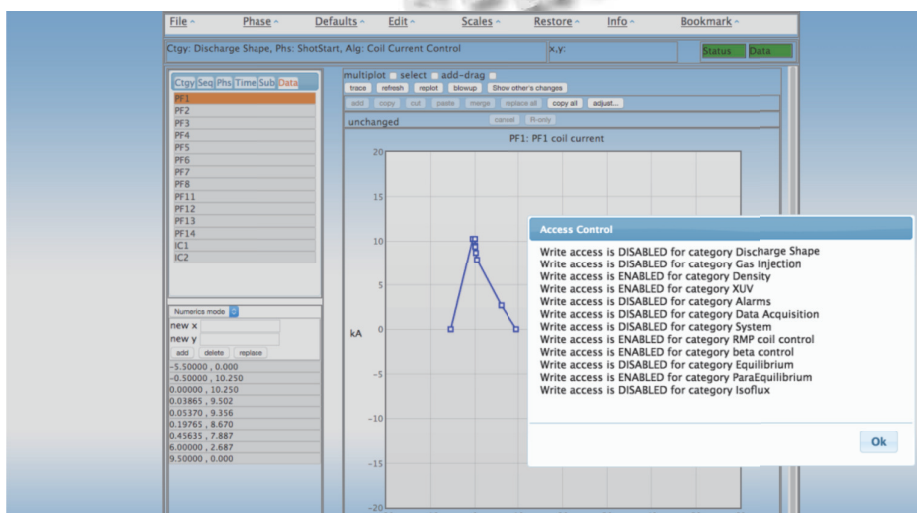 File Phase Defaults Edit Scales Restore Info Bookmark
Ctgy: Discharge Shape, Phs: ShotStart, Alg: Coil Current Control
x,y:
Status Data
Ctgy Seq Phs Time Sub Data
PF1
PF2
PF3
PF4
PF5
PF6
PF7
PF8
PF11
PF12
PF13
PF14
IC1
IC2
Numerics mode
new x
new y
add delete replace
-5.50000 , 0.000
-0.50000 , 10.250
0.00000 , 10.250
0.03865 , 9.502
0.05370 , 9.356
0.19765 , 8.670
0.45635 , 7.887
6.00000 , 2.687
9.50000 , 0.000
multiplot select add-drag
trace refresh replot blowup Show other's changes
add copy cut paste merge replace all copy all adjust...
unchanged cancel R-only
PF1: PF1 coil current
20
15
10
5
kA 0
-5
-10
-15
-20
Access Control
Write access is DISABLED for category Discharge Shape
Write access is DISABLED for category Gas Injection
Write access is ENABLED for category Density
Write access is ENABLED for category XUV
Write access is DISABLED for category Alarms
Write access is DISABLED for category Data Acquisition
Write access is DISABLED for category System
Write access is ENABLED for category RMP coil control
Write access is ENABLED for category beta control
Write access is DISABLED for category Equilibrium
Write access is ENABLED for category ParaEquilibrium
Write access is DISABLED for category Isoflux
Ok